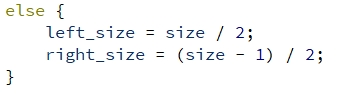 else {
    left_size = size / 2;
    right_size = (size - 1) / 2;
}